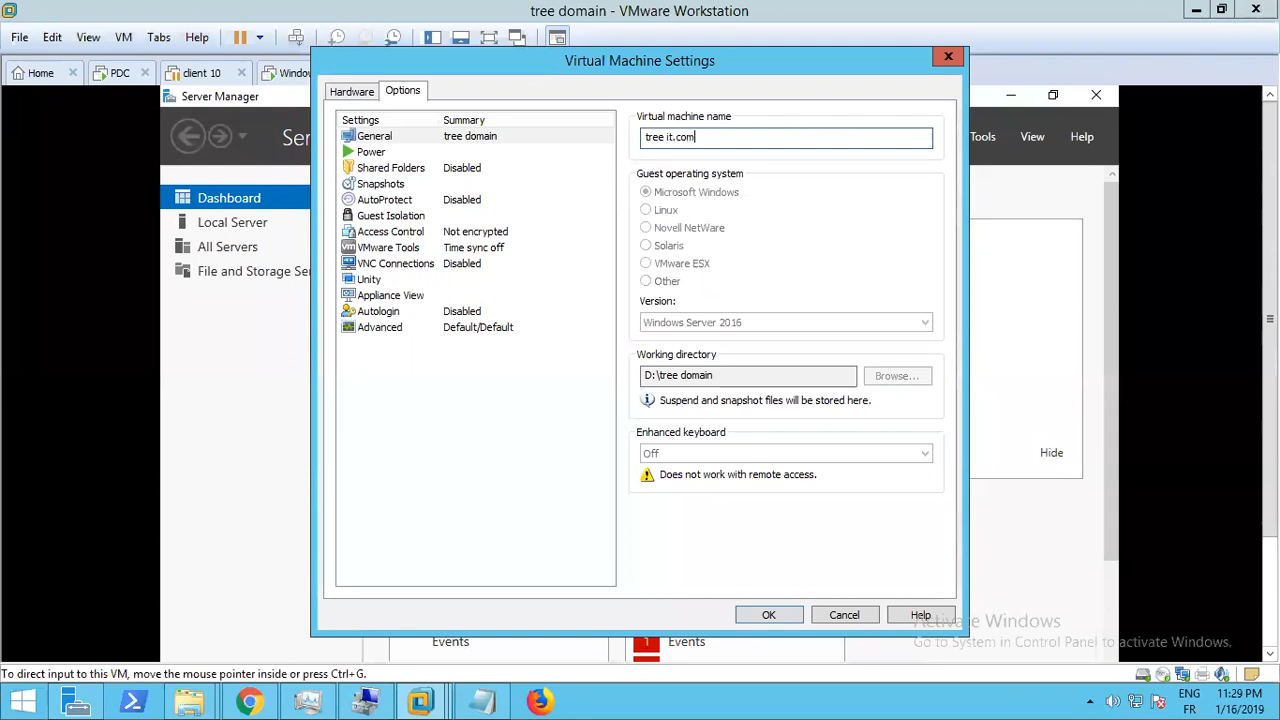 tree domain - VMware Workstation
File Edit View VM Tabs Help
Home PDC client 10 Windo
Virtual Machine Settings
Server Manager
Ser
Tools View Help
Dashboard
Local Server
All Servers
File and Storage Se
Hardware Options
Settings Summary
General tree domain
Power
Shared Folders Disabled
Snapshots
AutoProtect Disabled
Guest Isolation
Access Control Not encrypted
VMware Tools Time sync off
VNC Connections Disabled
Unity
Appliance View
Autologin Disabled
Advanced Default/Default
Virtual machine name
tree it.com
Guest operating system
Microsoft Windows
Linux
Novell NetWare
Solaris
VMware ESX
Other
Version:
Windows Server 2016
Working directory
D:\tree domain Browse...
Suspend and snapshot files will be stored here.
Enhanced keyboard
Off
Does not work with remote access.
Hide
OK Cancel Help
Activate Windows
Go to System in Control Panel to activate Windows.
Events 1 Events
To direct input to this VM, move the mouse pointer inside or press Ctrl+G.
ENG 11:29 PM
FR 1/16/2019